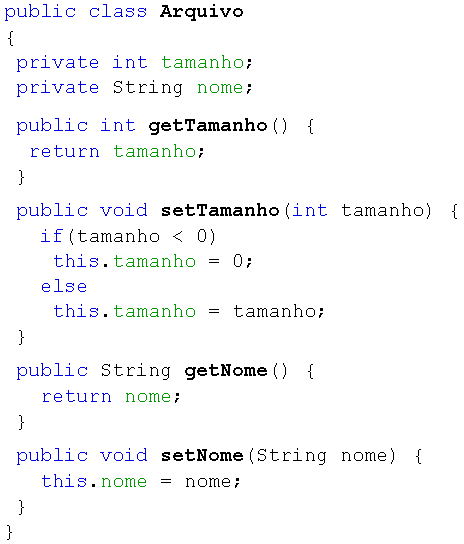 public class Arquivo
{
private int tamanho;
private String nome;
public int getTamanho() {
return tamanho;
}
public void setTamanho(int tamanho) {
if(tamanho < 0)
this.tamanho = 0;
else
this.tamanho = tamanho;
}
public String getNome() {
return nome;
}
public void setNome(String nome) {
this.nome = nome;
}
}